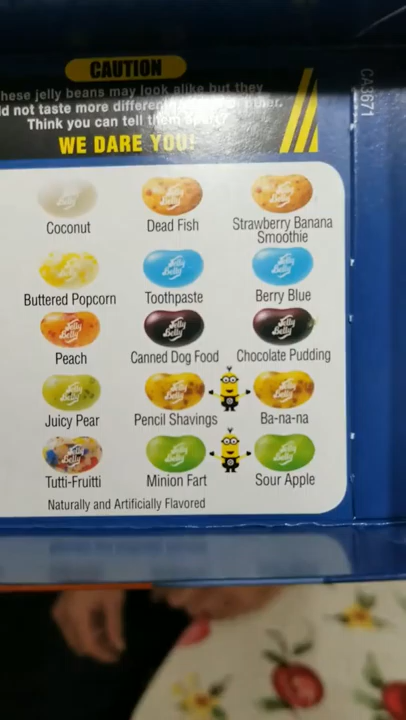 CAUTION
hese jelly beans may look alike but they
ld not taste more different
Think you can tell them
WE DARE YOU!
CA3671
Coconut
Dead Fish
Strawberry Banana
Smoothie
Buttered Popcorn
Toothpaste
Berry Blue
Peach
Canned Dog Food
Chocolate Pudding
Juicy Pear
Pencil Shavings
Ba-na-na
Tutti-Fruitti
Minion Fart
Sour Apple
Naturally and Artificially Flavored